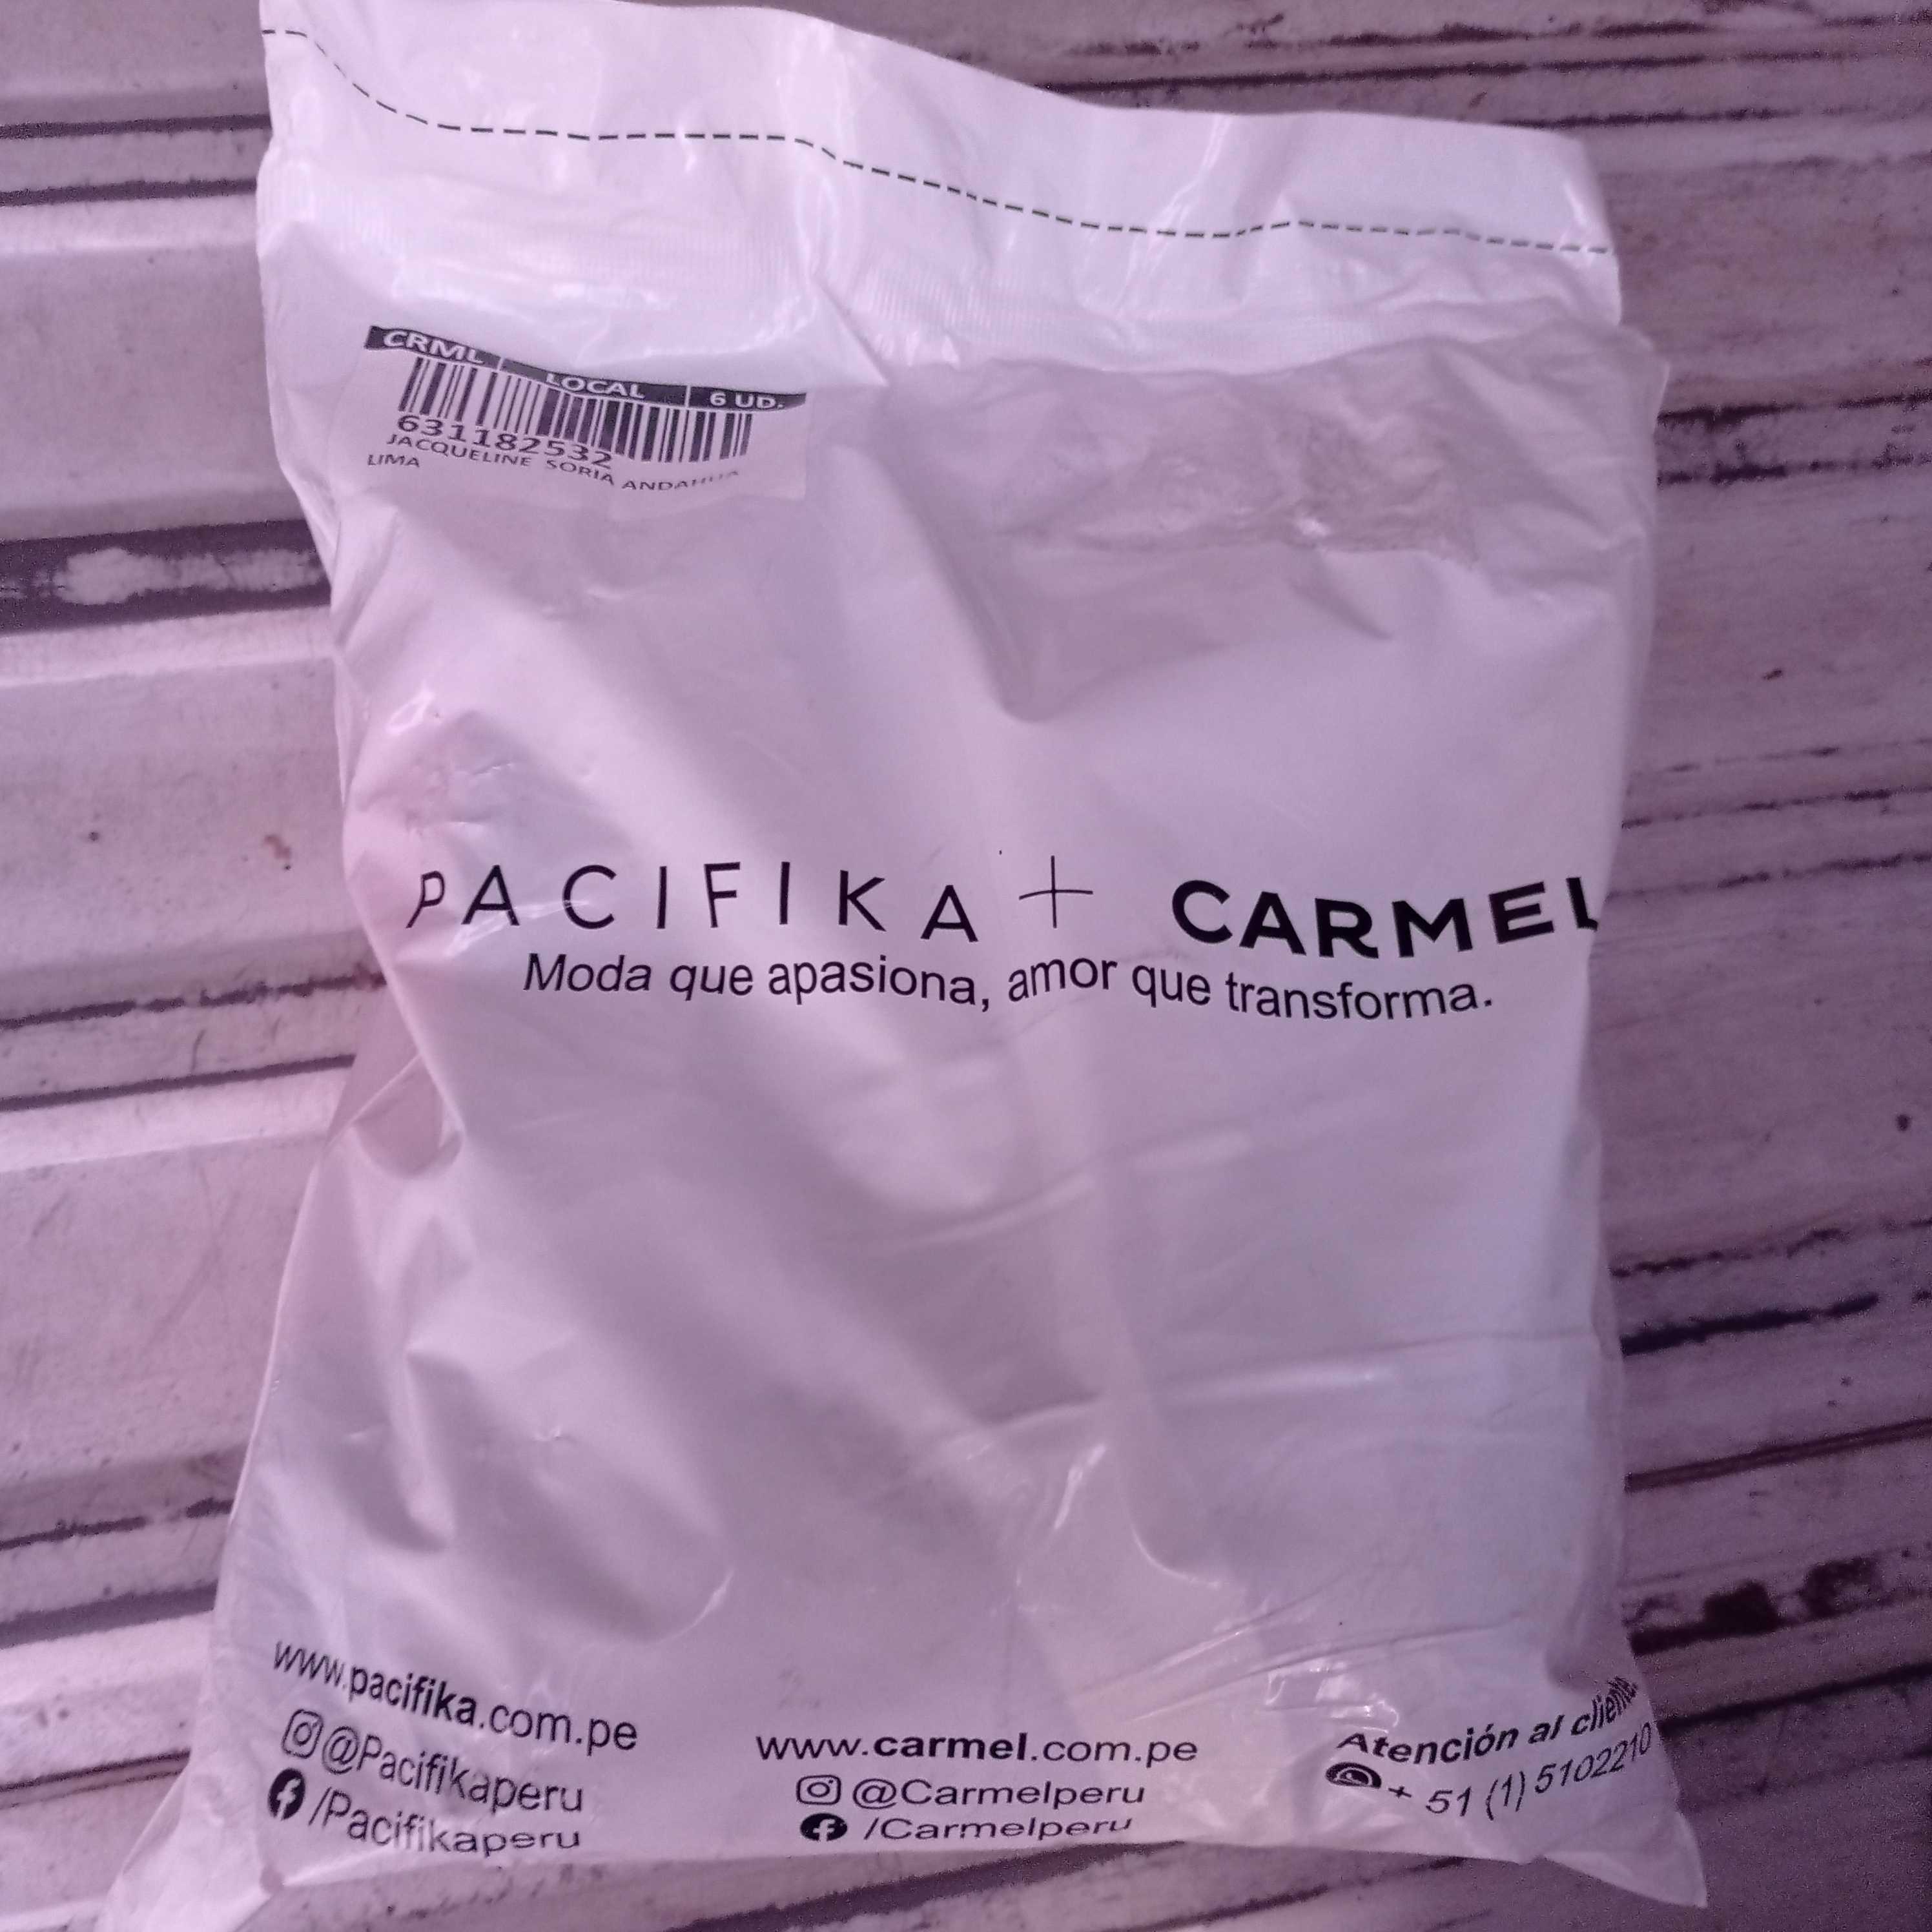 CRML LOCAL 6 UD.
631182532
JACQUELINE SORIA
LIMA
PACIFIKA + CARMEL
Moda que apasiona, amor que transforma.
www.pacifika.com.pe
@Pacifikaperu
/Pacifikaperu
www.carmel.com.pe
@Carmelperu
/Carmelperu
Atención al cliente
+ 51 (1) 5102210